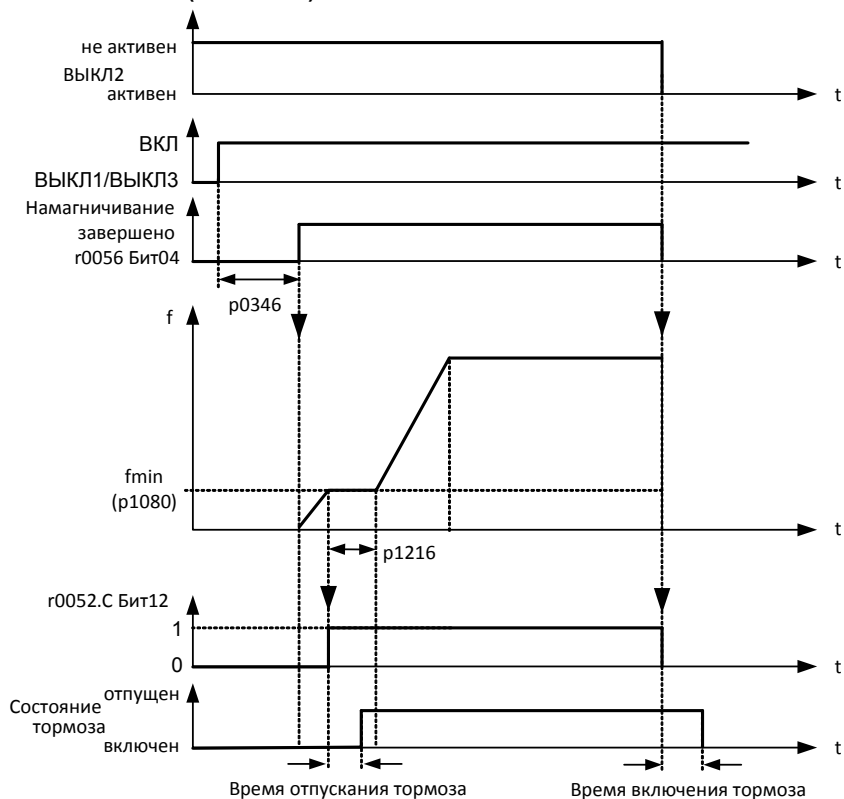 не активен
ВЫКЛ2
активен
t
ВКЛ
ВЫКЛ1/ВЫКЛ3
t
Намагничивание
завершено
r0056 Бит04
t
p0346
f
fmin
(p1080)
t
p1216
r0052.C Бит12
1
0
t
отпущен
Состояние
тормоза
включен
t
Время отпускания тормоза
Время включения тормоза